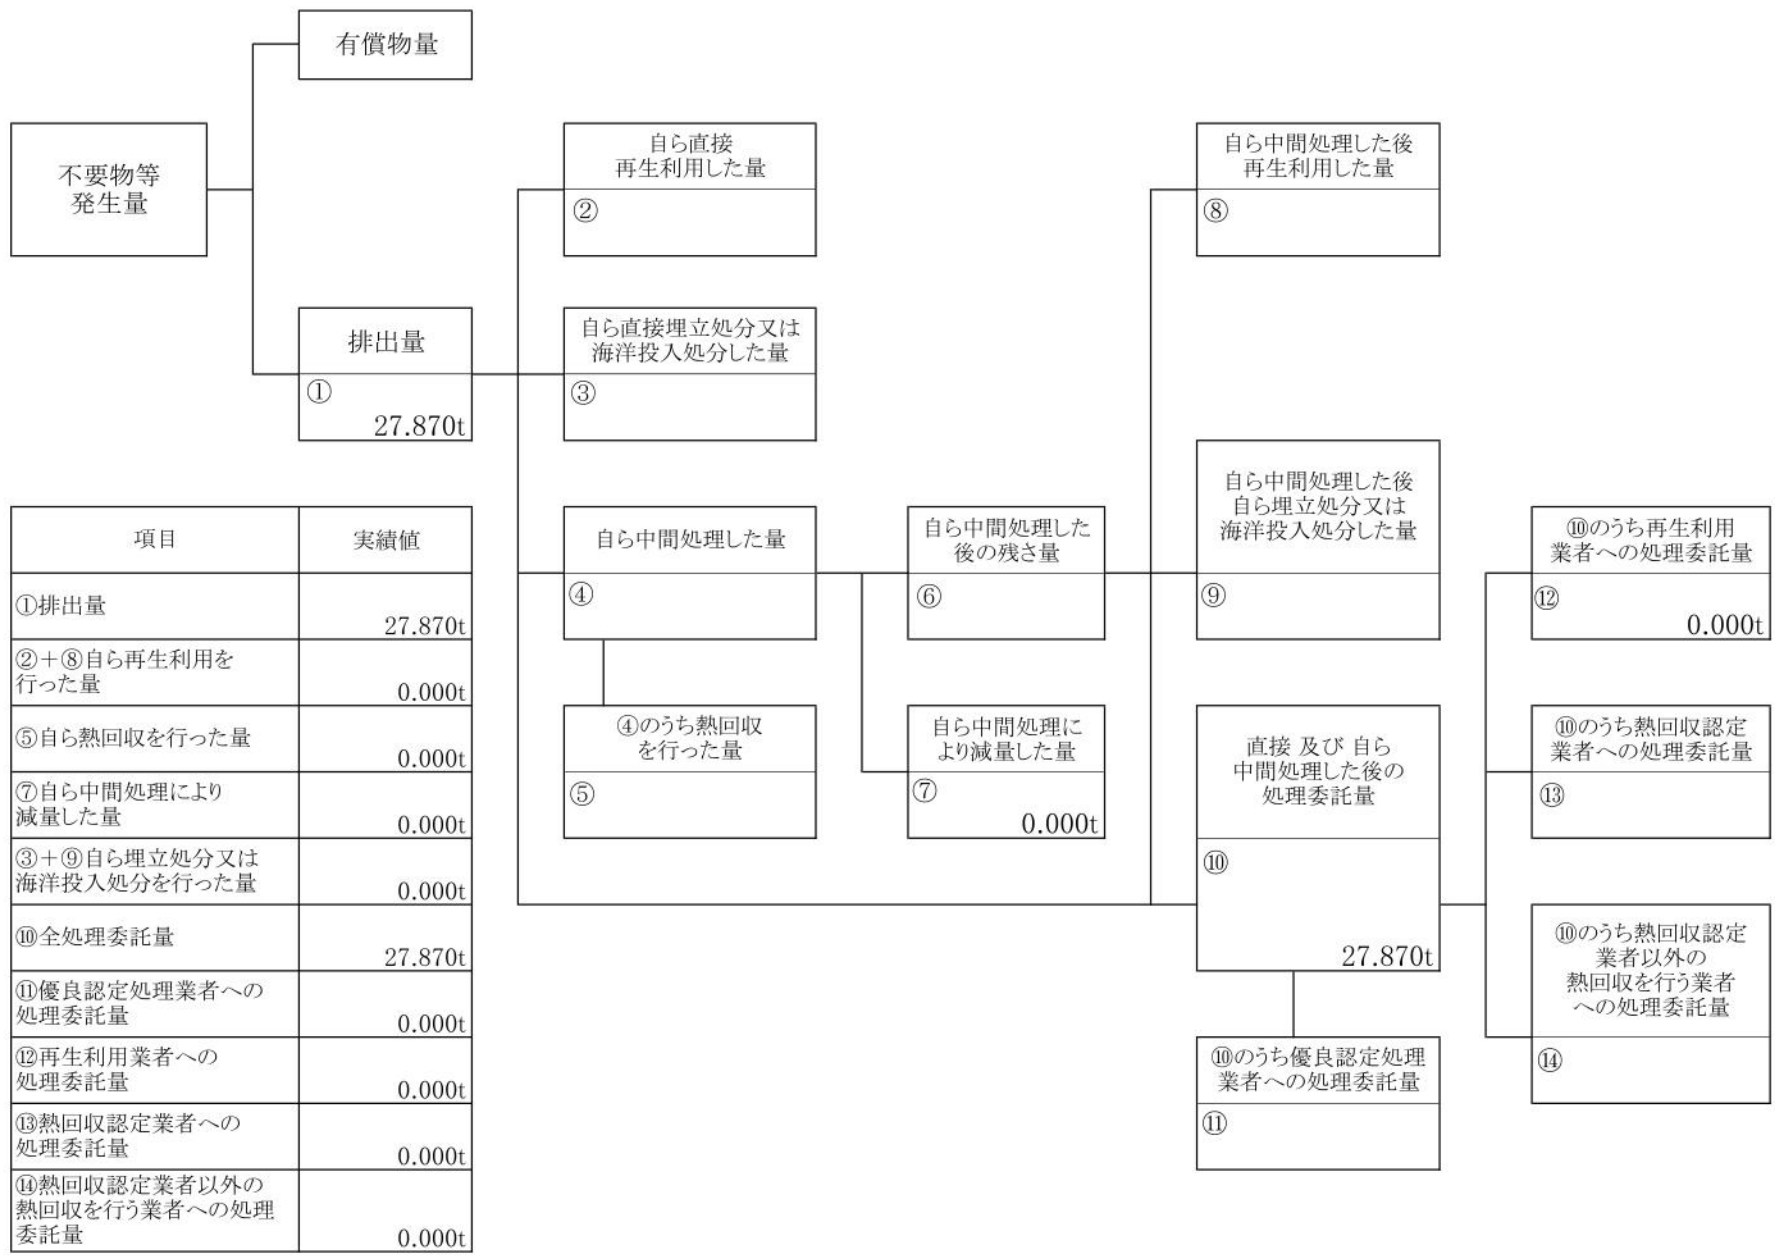 有償物量
不要物等
発生量
自ら直接
再生利用した量
②
自ら中間処理した後
再生利用した量
⑧
排出量
①
27.870t
自ら直接埋立処分又は
海洋投入処分した量
③
自ら中間処理した量
④
自ら中間処理した
後の残さ量
⑥
自ら中間処理した後
自ら埋立処分又は
海洋投入処分した量
⑨
⑩のうち再生利用
業者への処理委託量
⑫
0.000t
④のうち熱回収
を行った量
⑤
自ら中間処理に
より減量した量
⑦
0.000t
直接 及び 自ら
中間処理した後の
処理委託量
⑩
27.870t
⑩のうち熱回収認定
業者への処理委託量
⑬
⑩のうち熱回収認定
業者以外の
熱回収を行う業者
への処理委託量
⑭
⑩のうち優良認定処理
業者への処理委託量
⑪
項目
実績値
①排出量
27.870t
②＋⑧自ら再生利用を
行った量
0.000t
⑤自ら熱回収を行った量
0.000t
⑦自ら中間処理により
減量した量
0.000t
③＋⑨自ら埋立処分又は
海洋投入処分を行った量
0.000t
⑩全処理委託量
27.870t
⑪優良認定処理業者への
処理委託量
0.000t
⑫再生利用業者への
処理委託量
0.000t
⑬熱回収認定業者への
処理委託量
0.000t
⑭熱回収認定業者以外の
熱回収を行う業者への処理
委託量
0.000t